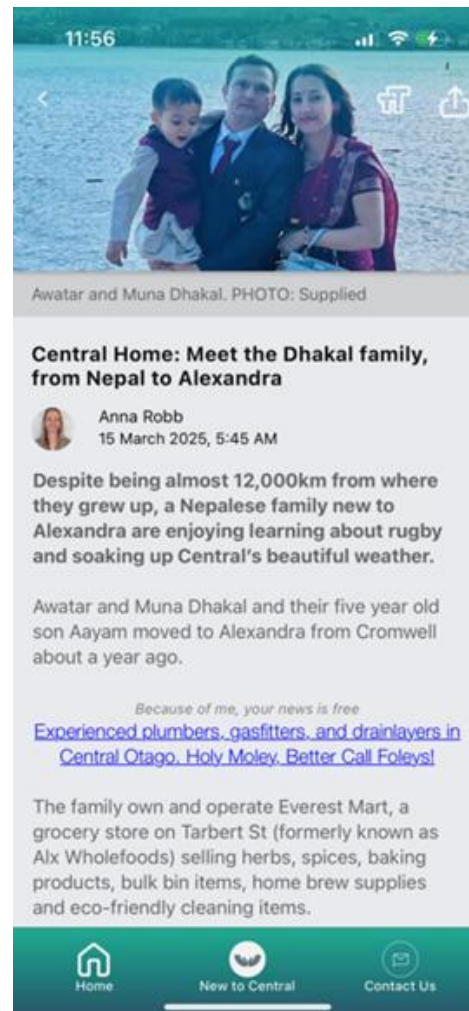 11:56
Awatar and Muna Dhakal. PHOTO: Supplied
Central Home: Meet the Dhakal family,
from Nepal to Alexandra
Anna Robb
15 March 2025, 5:45 AM
Despite being almost 12,000km from where
they grew up, a Nepalese family new to
Alexandra are enjoying learning about rugby
and soaking up Central's beautiful weather.
Awatar and Muna Dhakal and their five year old
son Aayam moved to Alexandra from Cromwell
about a year ago.
Because of me, your news is free
Experienced plumbers, gasfitters, and drainlayers in
Central Otago. Holy Moley, Better Call Foleys!
The family own and operate Everest Mart, a
grocery store on Tarbert St (formerly known as
Alx Wholefoods) selling herbs, spices, baking
products, bulk bin items, home brew supplies
and eco-friendly cleaning items.
Home
New to Central
Contact Us